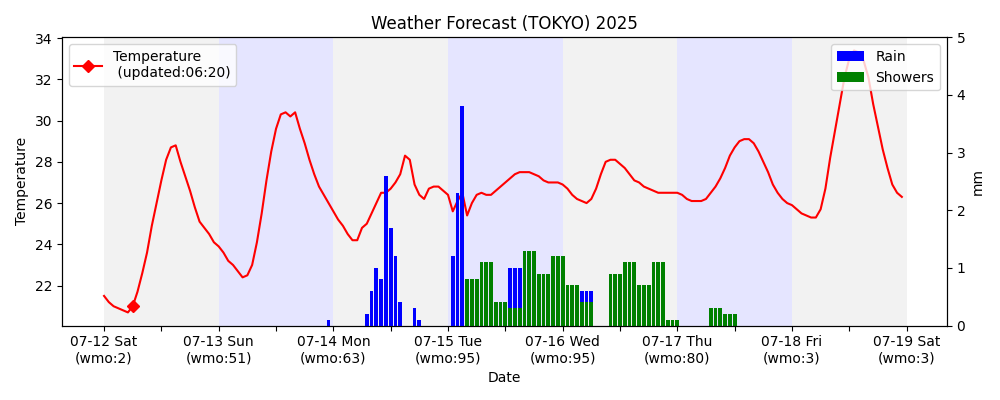 Weather Forecast (TOKYO) 2025
Temperature
(updated:06:20)
Rain
Showers
34
32
30
28
26
24
22
Temperature
5
4
3
2
1
0
mm
07-12 Sat
(wmo:2)
07-13 Sun
(wmo:51)
07-14 Mon
(wmo:63)
07-15 Tue
(wmo:95)
07-16 Wed
(wmo:95)
07-17 Thu
(wmo:80)
07-18 Fri
(wmo:3)
07-19 Sat
(wmo:3)
Date